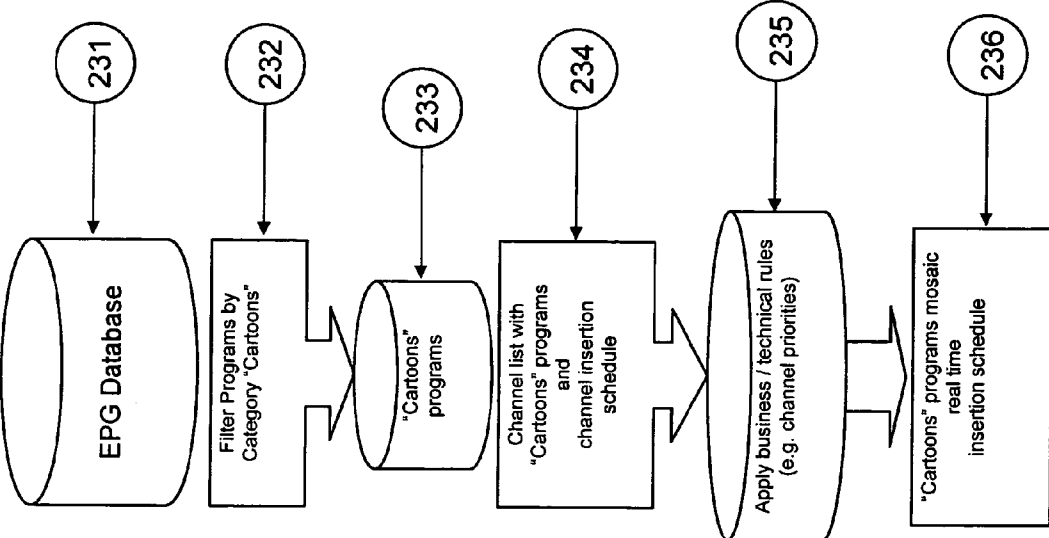 EPG Database
231
Filter Programs by
Category "Cartoons"
232
"Cartoons"
programs
233
Channel list with
"Cartoons" programs
and
channel insertion
schedule
234
Apply business / technical rules
(e.g. channel priorities)
235
"Cartoons" programs mosaic
real time
insertion schedule
236